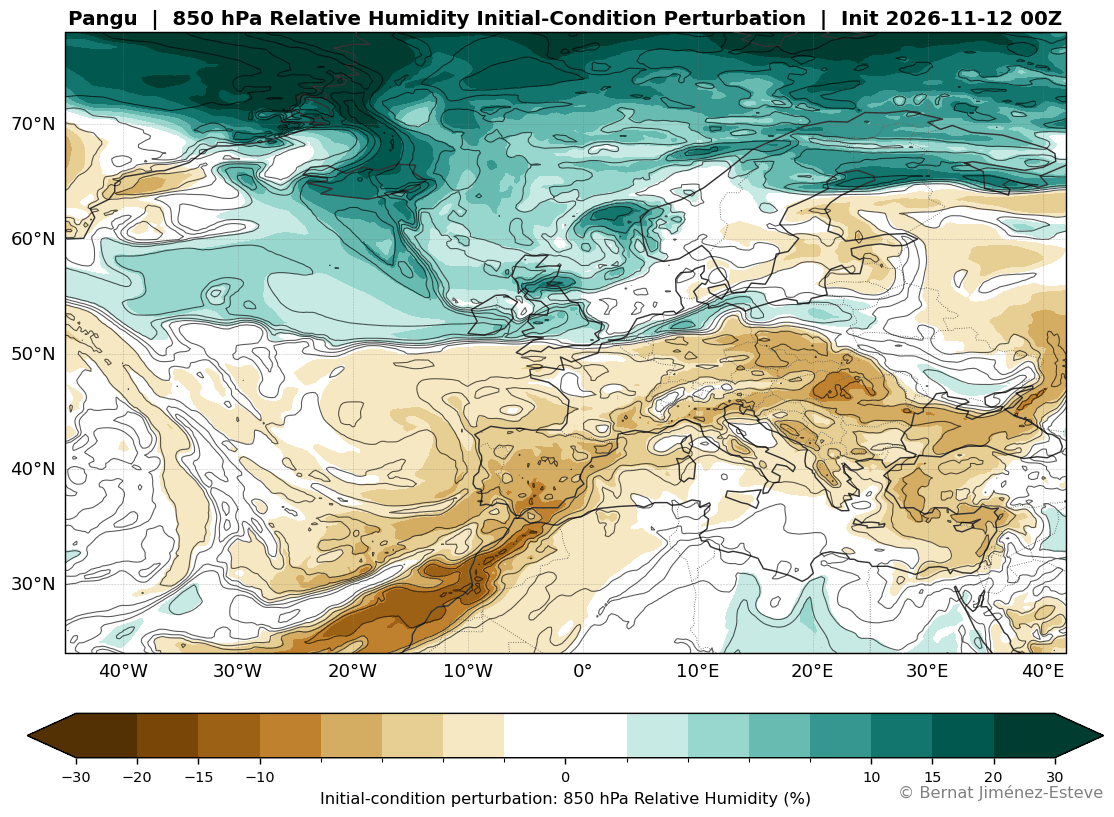 Pangu | 850 hPa Relative Humidity Initial-Condition Perturbation | Init 2026-11-12 00Z
70°N
60°N
50°N
40°N
30°N
40°W 30°W 20°W 10°W 0° 10°E 20°E 30°E 40°E
−30 −20 −15 −10 0 10 15 20 30
Initial-condition perturbation: 850 hPa Relative Humidity (%)
© Bernat Jiménez-Esteve